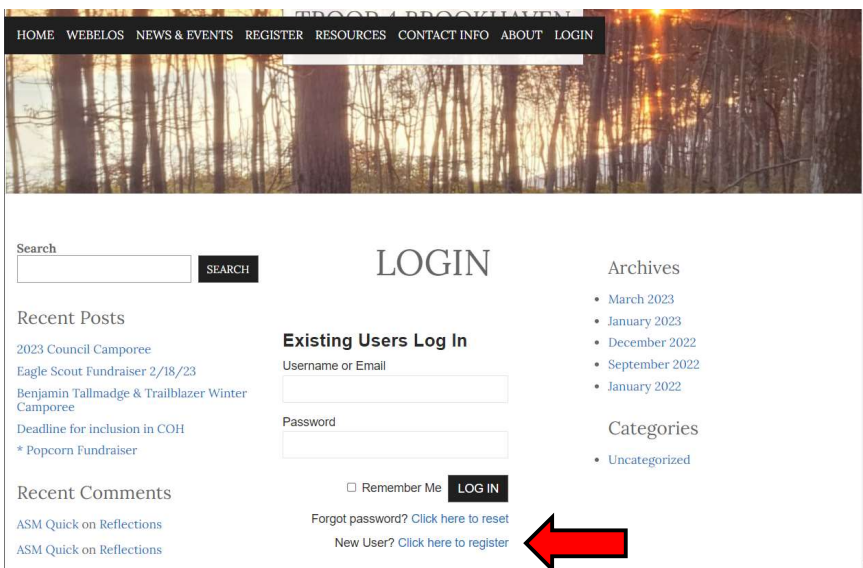 TROOP 4 BROOKHAVEN
HOME WEBELOS NEWS & EVENTS REGISTER RESOURCES CONTACT INFO ABOUT LOGIN
Search
SEARCH
Recent Posts
2023 Council Camporee
Eagle Scout Fundraiser 2/18/23
Benjamin Tallmadge & Trailblazer Winter
Camporee
Deadline for inclusion in COH
* Popcorn Fundraiser
Recent Comments
ASM Quick on Reflections
ASM Quick on Reflections
LOGIN
Existing Users Log In
Username or Email
Password
Remember Me LOG IN
Forgot password? Click here to reset
New User? Click here to register
Archives
• March 2023
• January 2023
• December 2022
• September 2022
• January 2022
Categories
• Uncategorized